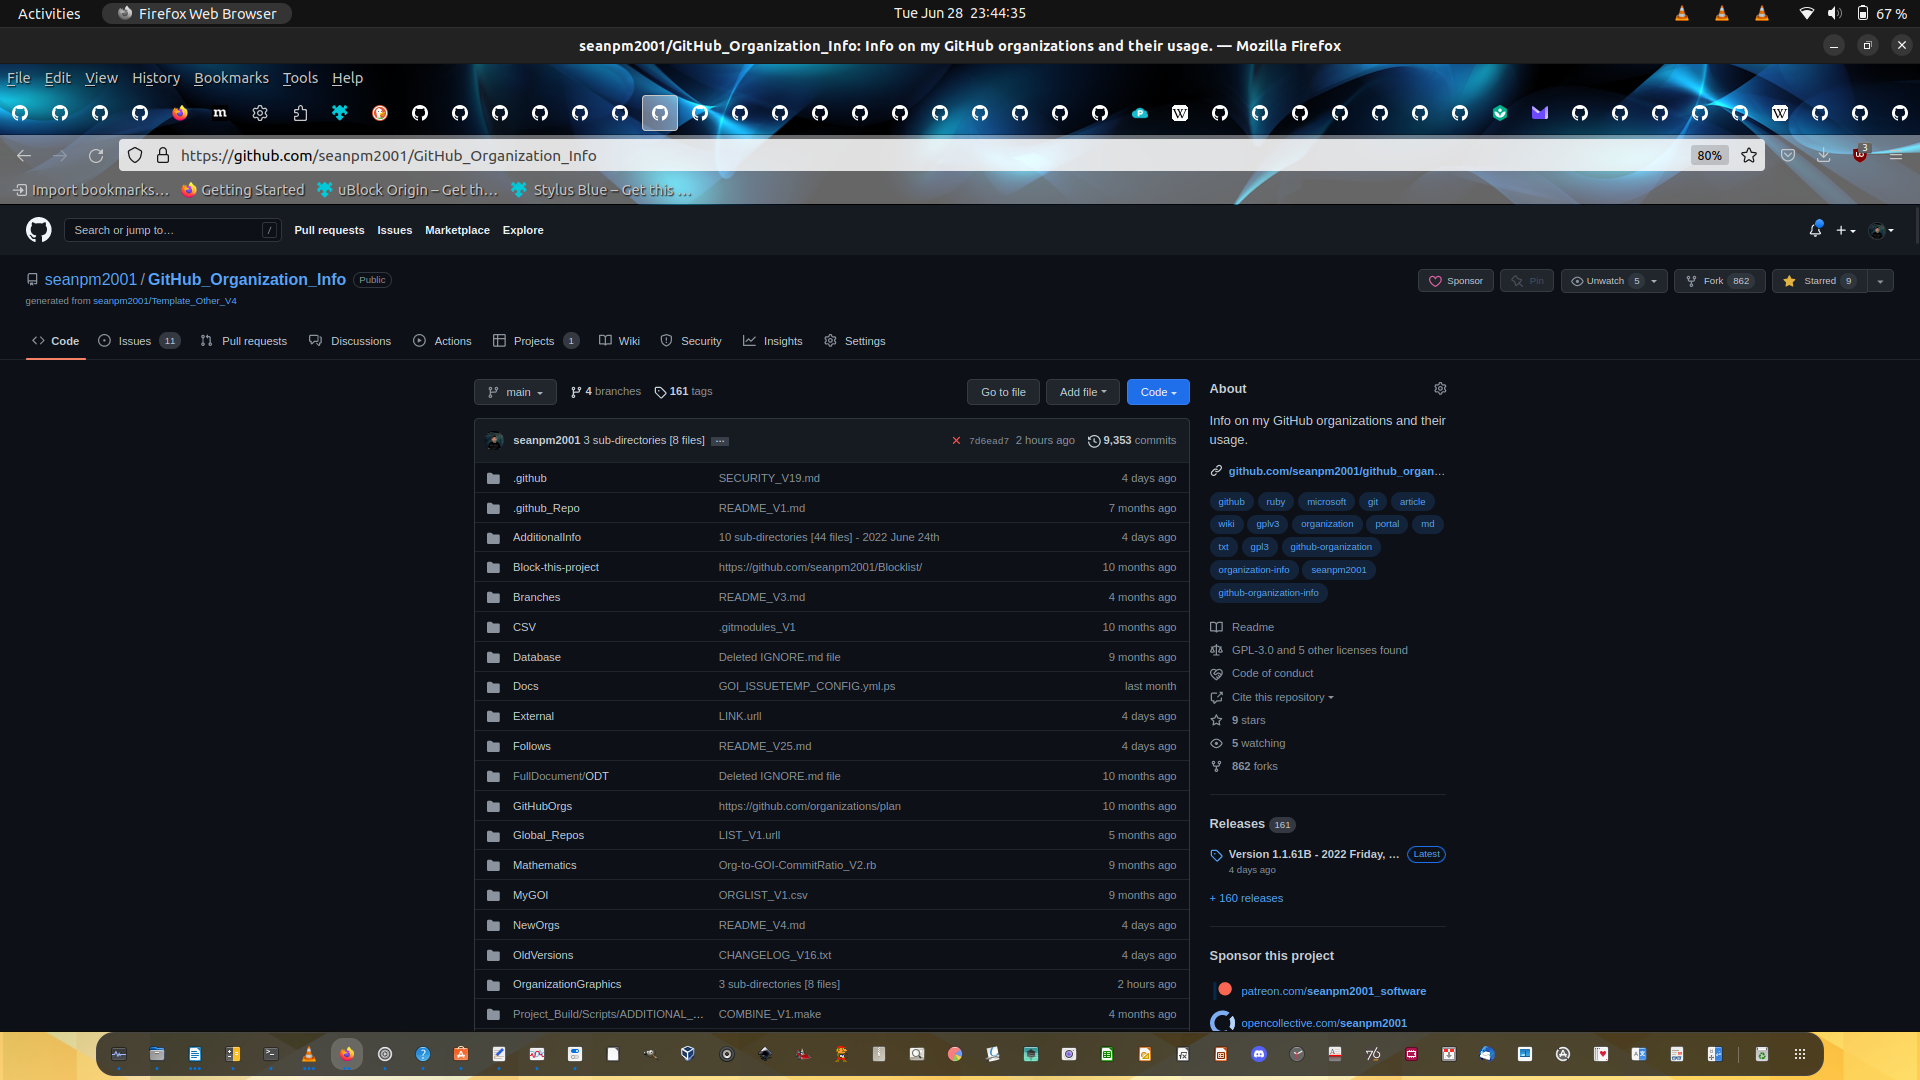 Activities
Firefox Web Browser
Tue Jun 28 23:44:35
67 %
seanpm2001/GitHub_Organization_Info: Info on my GitHub organizations and their usage. — Mozilla Firefox
File Edit View History Bookmarks Tools Help
https://github.com/seanpm2001/GitHub_Organization_Info
80%
3
Import bookmarks… Getting Started uBlock Origin – Get th… Stylus Blue – Get this …
Search or jump to… /
Pull requests Issues Marketplace Explore
seanpm2001 / GitHub_Organization_Info Public
generated from seanpm2001/Template_Other_V4
Sponsor Pin Unwatch 5 Fork 862 Starred 9
Code Issues 11 Pull requests Discussions Actions Projects 1 Wiki Security Insights Settings
main 4 branches 161 tags Go to file Add file Code
seanpm2001 3 sub-directories [8 files] ... 7d6ead7 2 hours ago 9,353 commits
.github SECURITY_V19.md 4 days ago
.github_Repo README_V1.md 7 months ago
AdditionalInfo 10 sub-directories [44 files] - 2022 June 24th 4 days ago
Block-this-project https://github.com/seanpm2001/Blocklist/ 10 months ago
Branches README_V3.md 4 months ago
CSV .gitmodules_V1 10 months ago
Database Deleted IGNORE.md file 9 months ago
Docs GOI_ISSUETEMP_CONFIG.yml.ps last month
External LINK.urll 4 days ago
Follows README_V25.md 4 days ago
FullDocument/ODT Deleted IGNORE.md file 10 months ago
GitHubOrgs https://github.com/organizations/plan 10 months ago
Global_Repos LIST_V1.urll 5 months ago
Mathematics Org-to-GOI-CommitRatio_V2.rb 9 months ago
MyGOI ORGLIST_V1.csv 9 months ago
NewOrgs README_V4.md 4 days ago
OldVersions CHANGELOG_V16.txt 4 days ago
OrganizationGraphics 3 sub-directories [8 files] 2 hours ago
Project_Build/Scripts/ADDITIONAL_… COMBINE_V1.make 4 months ago
About
Info on my GitHub organizations and their
usage.
github.com/seanpm2001/github_organ…
github ruby microsoft git article
wiki gplv3 organization portal md
txt gpl3 github-organization
organization-info seanpm2001
github-organization-info
Readme
GPL-3.0 and 5 other licenses found
Code of conduct
Cite this repository
9 stars
5 watching
862 forks
Releases 161
Version 1.1.61B - 2022 Friday, … Latest
4 days ago
+ 160 releases
Sponsor this project
patreon.com/seanpm2001_software
opencollective.com/seanpm2001